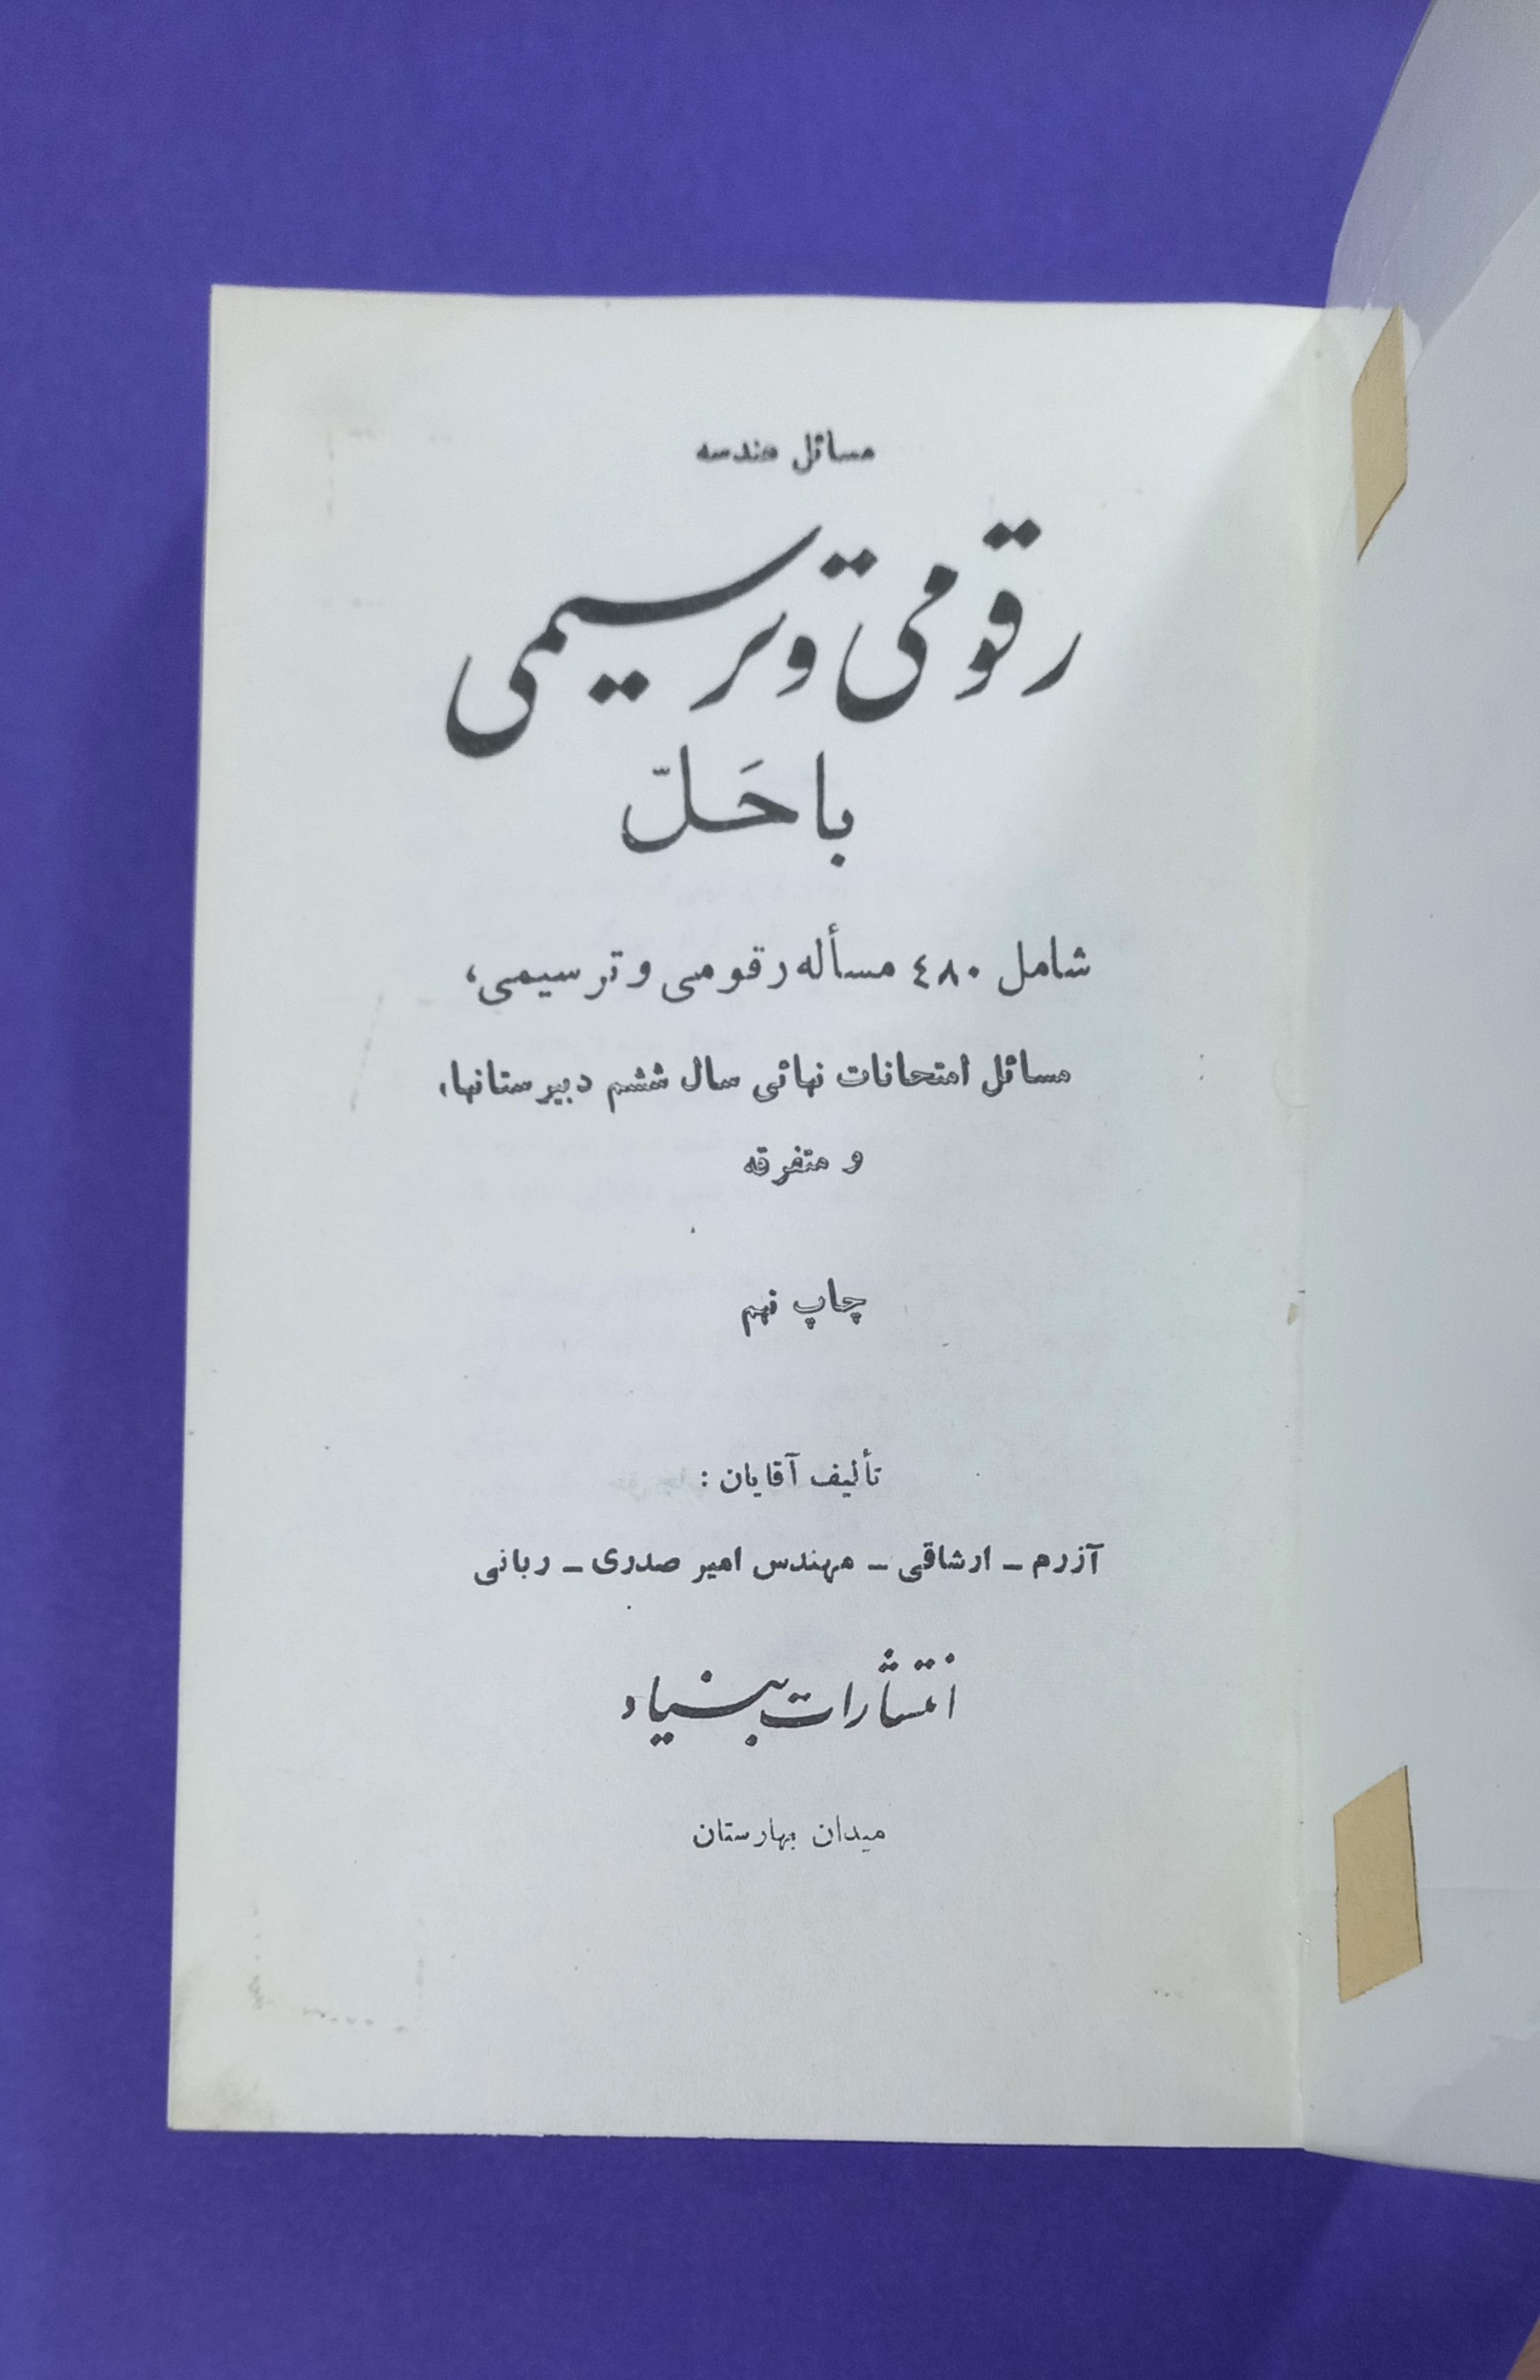 مسائل هندسه
رقومی و ترسیمی
با حَلّ
شامل ۴۸۰ مسأله رقومی و ترسیمی،
مسائل امتحانات نهائی سال ششم دبیرستانها،
و متفرقه
چاپ نهم
تألیف آقایان :
آزرم ـ ارشاقی ـ مهندس امیر صدری ـ ربانی
انتشارات بنیاد
میدان بهارستان